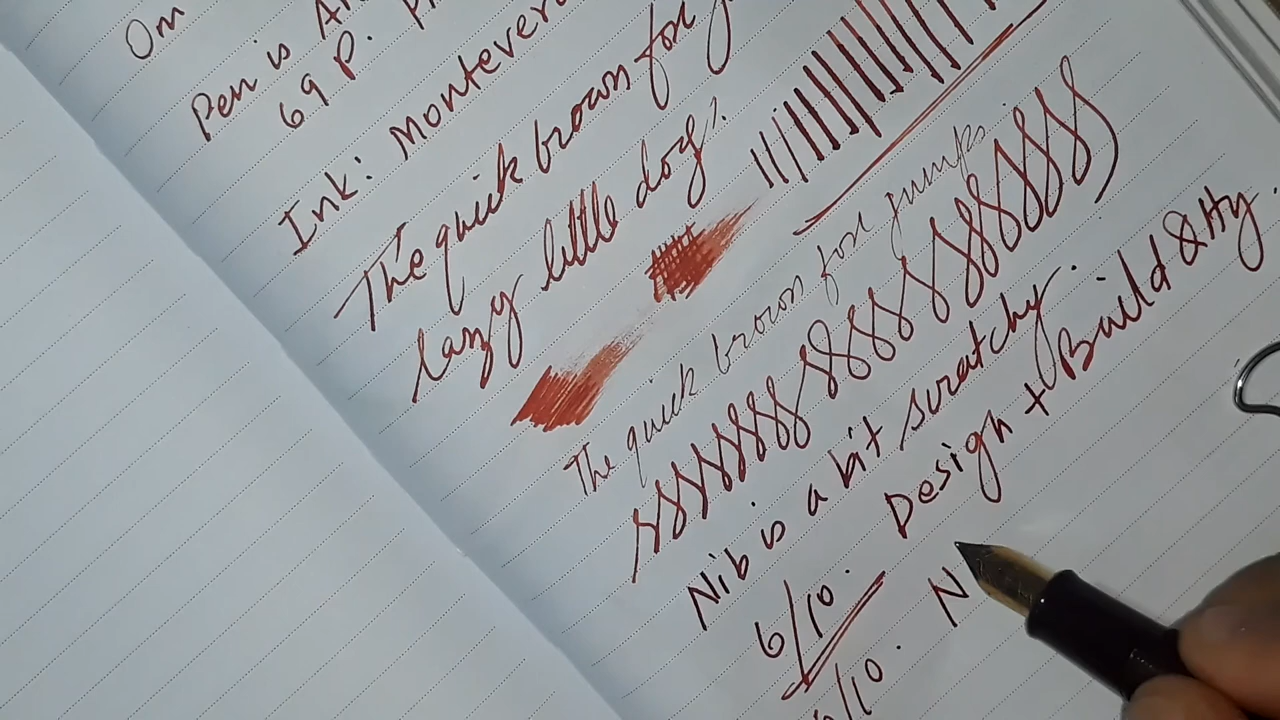 Om
Pen is
69 P.
Ink:
The quick brown fox
lazy little dog.
The quick brown fox jumps
Nib is a bit scratchy.
6/10. Design + Build Qlty.
/10. N